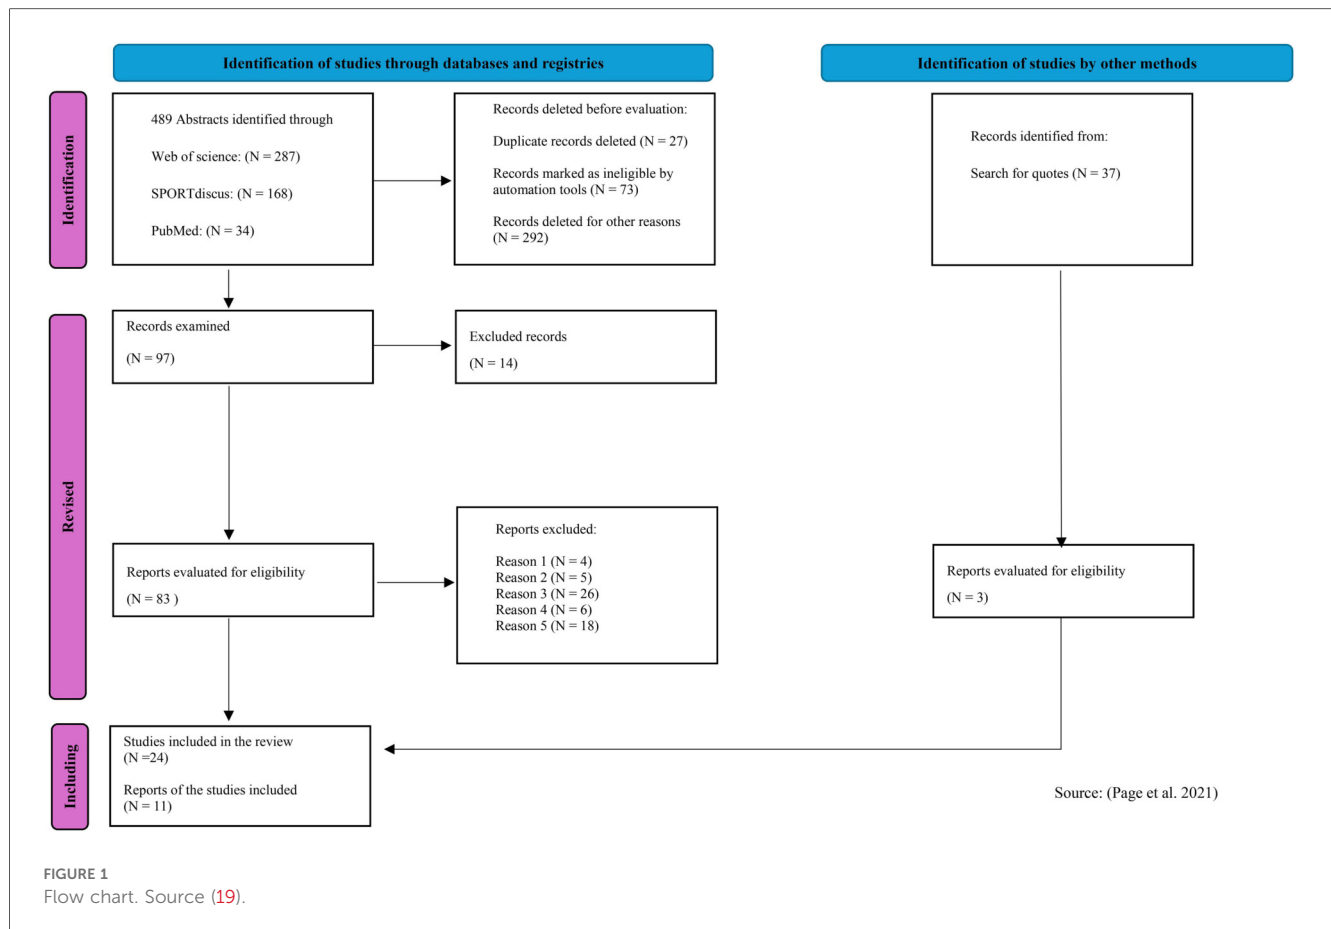 Identification of studies through databases and registries
Identification of studies by other methods
Identification
489 Abstracts identified through
Web of science: (N = 287)
SPORTdiscus: (N = 168)
PubMed: (N = 34)
Records deleted before evaluation:
Duplicate records deleted (N = 27)
Records marked as ineligible by
automation tools (N = 73)
Records deleted for other reasons
(N = 292)
Records identified from:
Search for quotes (N = 37)
Revised
Records examined
(N = 97)
Excluded records
(N = 14)
Reports evaluated for eligibility
(N = 83 )
Reports excluded:
Reason 1 (N = 4)
Reason 2 (N = 5)
Reason 3 (N = 26)
Reason 4 (N = 6)
Reason 5 (N = 18)
Reports evaluated for eligibility
(N = 3)
Including
Studies included in the review
(N =24)
Reports of the studies included
(N = 11)
Source: (Page et al. 2021)
FIGURE 1
Flow chart. Source (19).